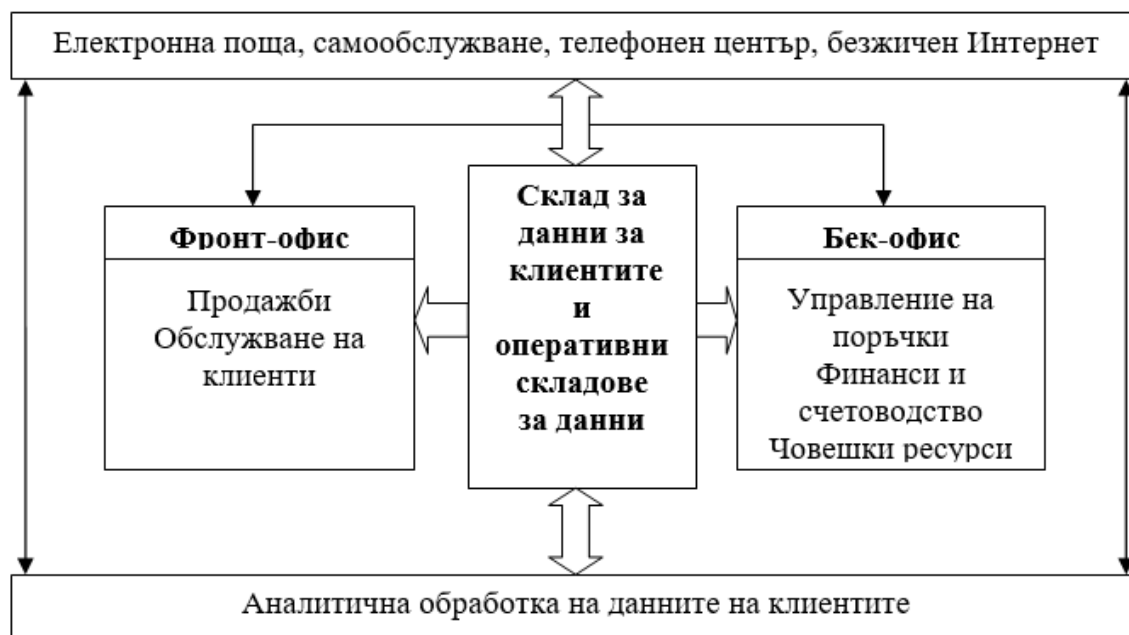 Електронна поща, самообслужване, телефонен център, безжичен Интернет
Фронт-офис
Продажби
Обслужване на
клиенти
Склад за
данни за
клиентите
и
оперативни
складове
за данни
Бек-офис
Управление на
поръчки
Финанси и
счетоводство
Човешки ресурси
Аналитична обработка на данните на клиентите